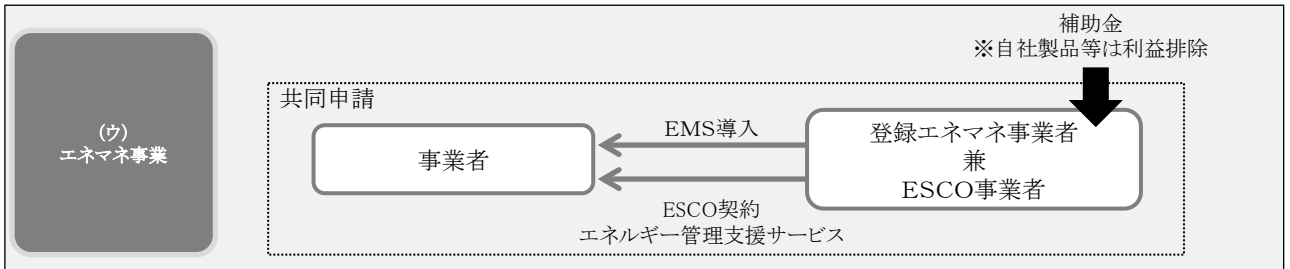 補助金
※自社製品等は利益排除
(ウ)
エネマネ事業
共同申請
事業者
EMS導入
登録エネマネ事業者
兼
ESCO事業者
ESCO契約
エネルギー管理支援サービス